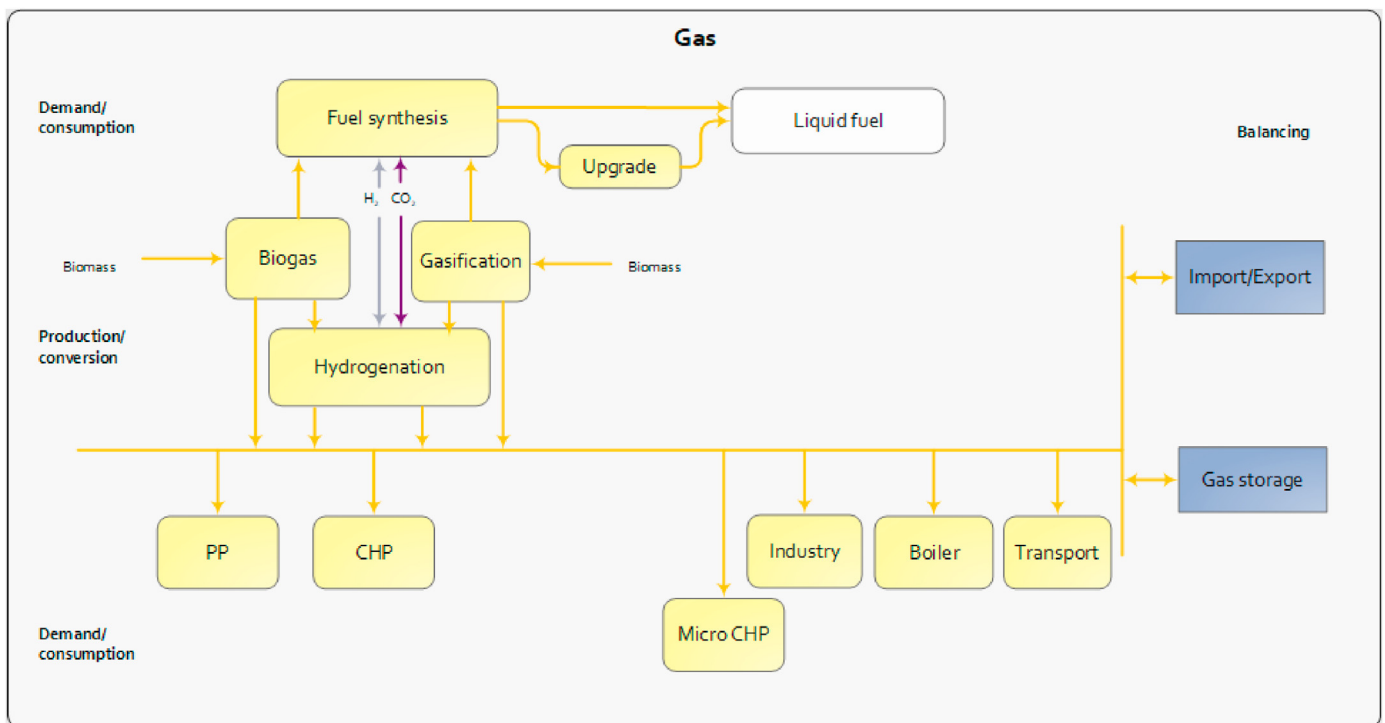 Gas
Demand/
consumption
Fuel synthesis
Liquid fuel
Balancing
Upgrade
H₂ CO₂
Biogas
Gasification
Biomass
Biomass
Import/Export
Production/
conversion
Hydrogenation
Gas storage
PP
CHP
Industry
Boiler
Transport
Micro CHP
Demand/
consumption